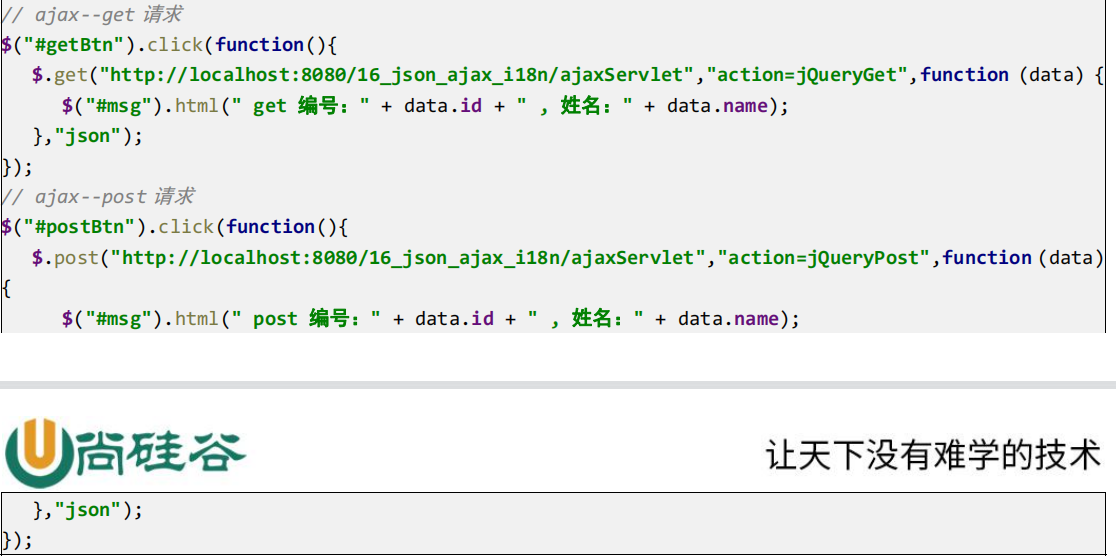 // ajax--get 请求
$("#getBtn").click(function(){
$.get("http://localhost:8080/16_json_ajax_i18n/ajaxServlet","action=jQueryGet",function (data) {
$("#msg").html(" get 编号：" + data.id + " , 姓名：" + data.name);
},"json");
});
// ajax--post 请求
$("#postBtn").click(function(){
$.post("http://localhost:8080/16_json_ajax_i18n/ajaxServlet","action=jQueryPost",function (data)
{
$("#msg").html(" post 编号：" + data.id + " , 姓名：" + data.name);
尚硅谷
让天下没有难学的技术
},"json");
});